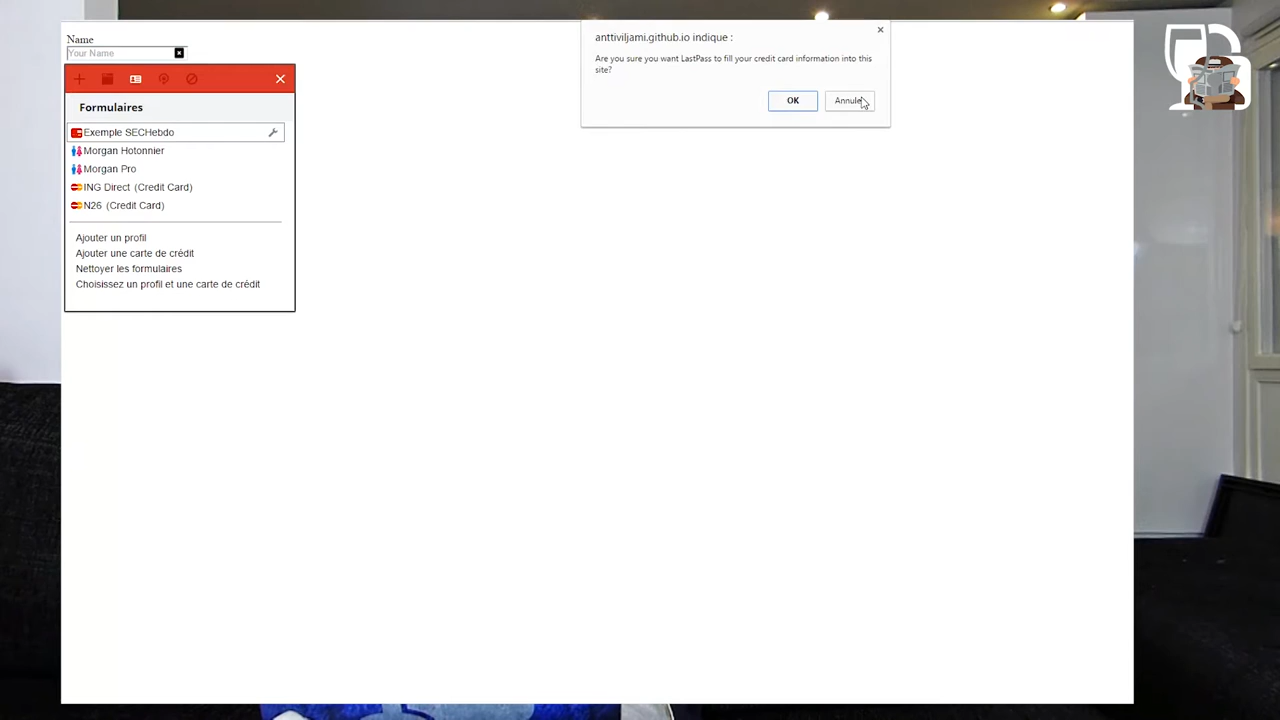 anttiviljami.github.io indique :
Are you sure you want LastPass to fill your credit card information into this
site?
OK
Annuler
Name
Your Name
Formulaires
Exemple SECHebdo
Morgan Hotonnier
Morgan Pro
ING Direct (Credit Card)
N26 (Credit Card)
Ajouter un profil
Ajouter une carte de crédit
Nettoyer les formulaires
Choisissez un profil et une carte de crédit